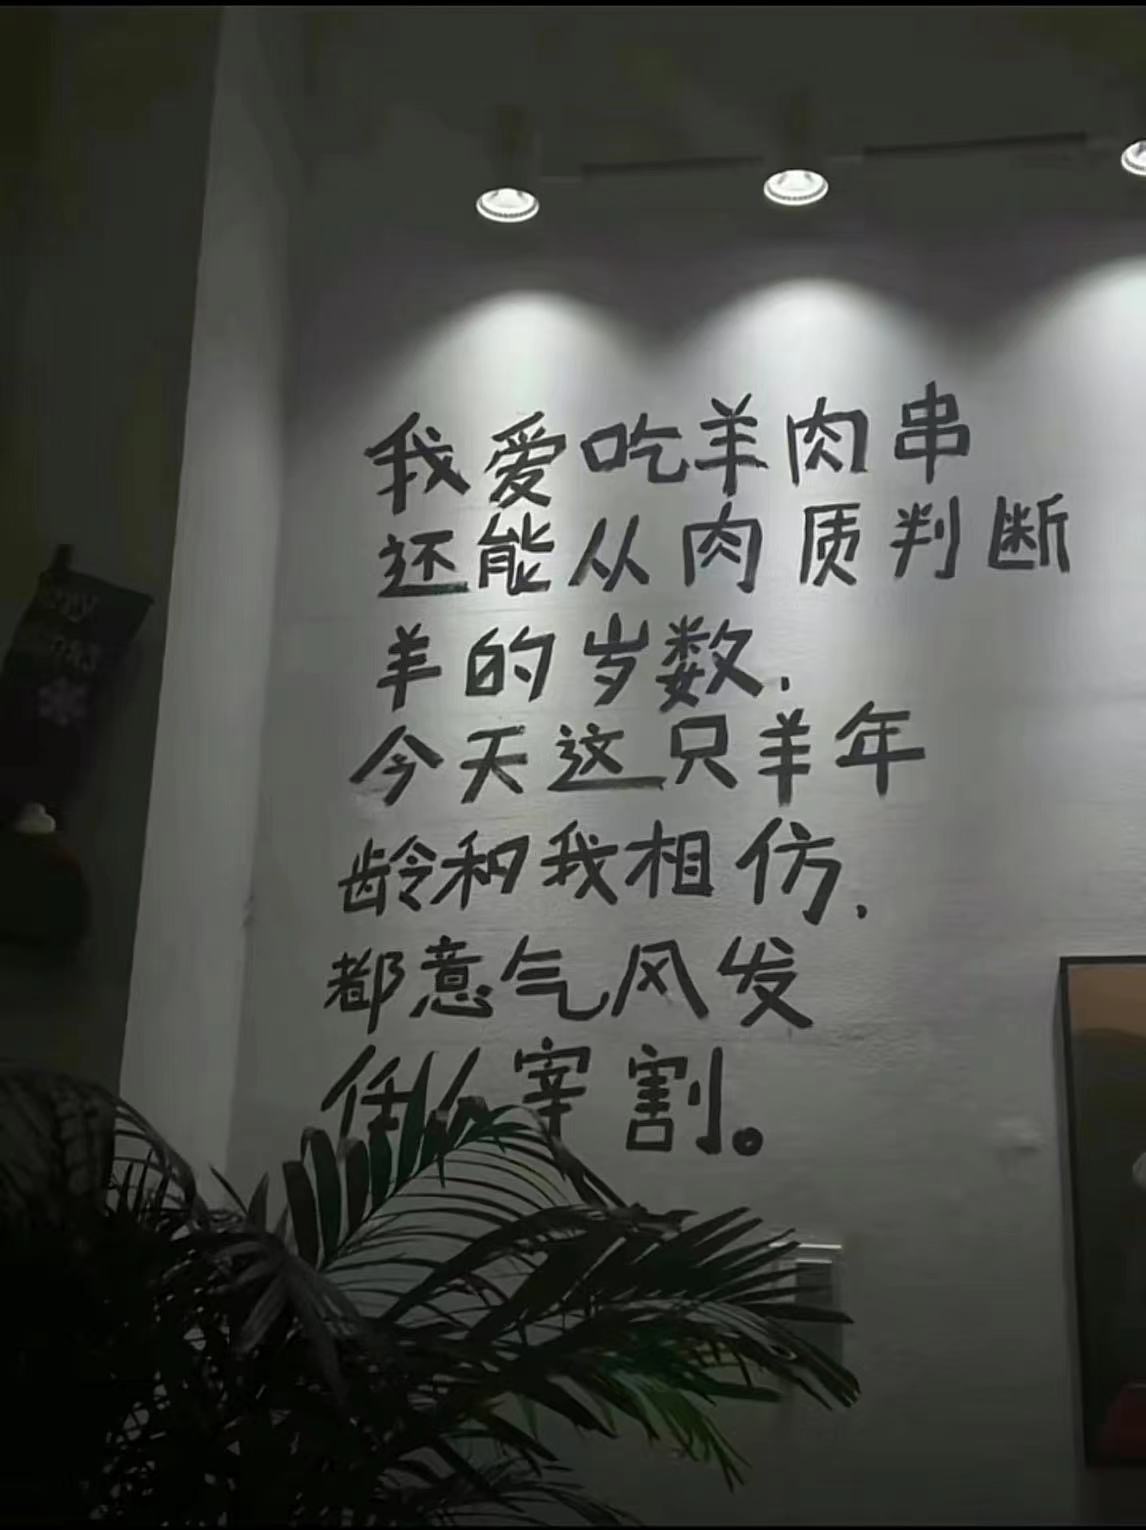 我爱吃羊肉串
还能从肉质判断
羊的岁数.
今天这只羊年
龄和我相仿.
都意气风发
任人宰割。